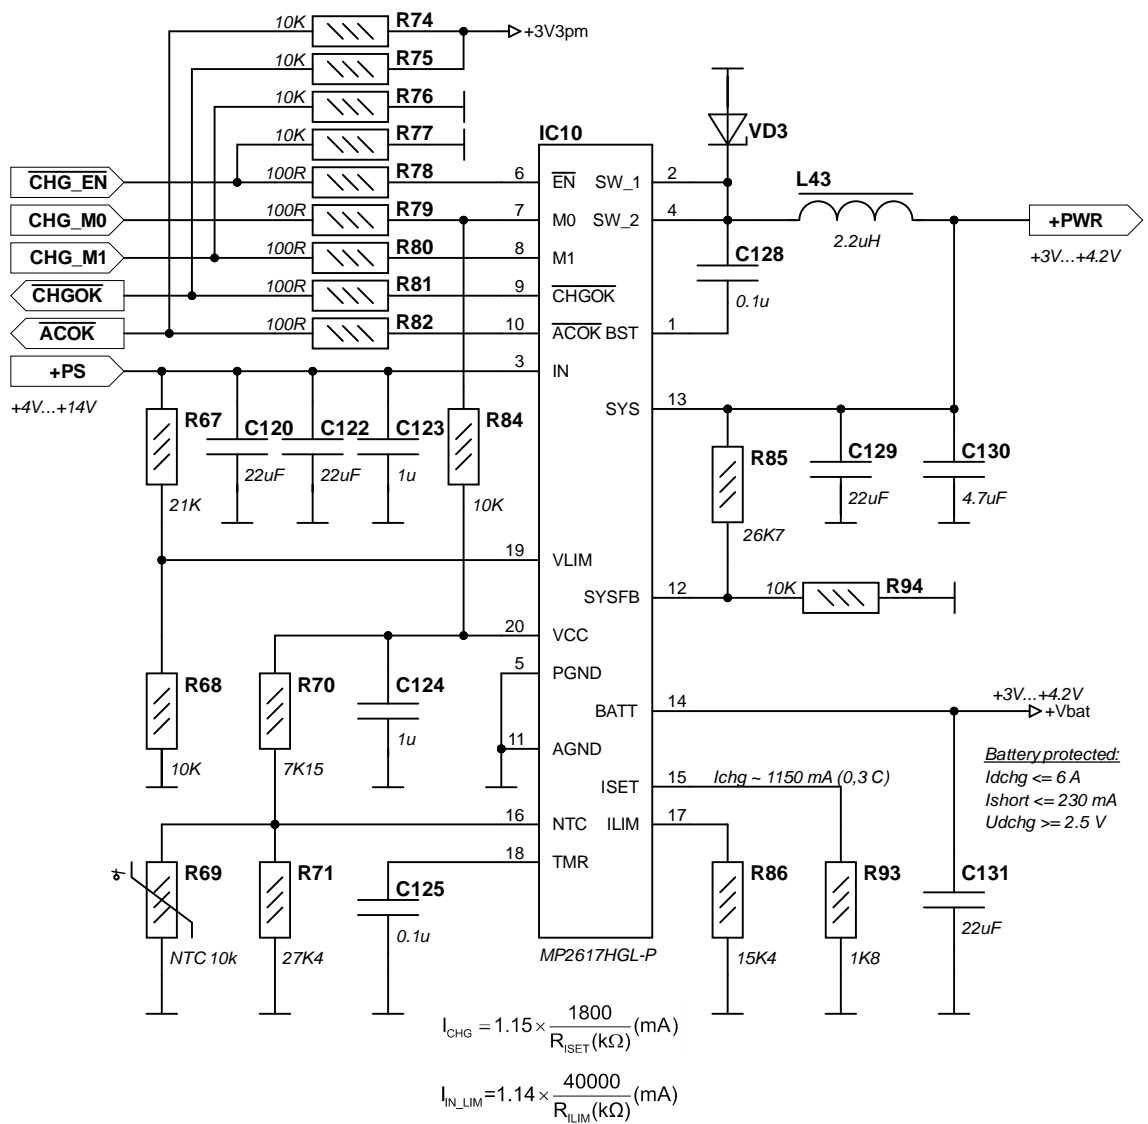 10K R74
+3V3pm
10K R75
10K R76
10K R77
IC10
VD3
CHG_EN 100R R78 6 EN SW_1 2
L43
CHG_M0 100R R79 7 M0 SW_2 4
+PWR
2.2uH
+3V...+4.2V
CHG_M1 100R R80 8 M1
C128
0.1u
CHGOK 100R R81 9 CHGOK
ACOK 100R R82 10 ACOK BST 1
+PS 3 IN
+4V...+14V
SYS 13
R67 C120 C122 C123 R84
21K 22uF 22uF 1u 10K
R85 C129 C130
26K7 22uF 4.7uF
19 VLIM
SYSFB 12 10K R94
20 VCC
5 PGND
R68 R70 C124
10K 7K15 1u
BATT 14
+3V...+4.2V
+Vbat
11 AGND
Battery protected:
Idchg <= 6 A
Ishort <= 230 mA
Udchg >= 2.5 V
ISET 15 Ichg ~ 1150 mA (0,3 C)
16 NTC ILIM 17
18 TMR
R69 R71 C125
NTC 10k 27K4 0.1u
R86 R93 C131
15K4 1K8 22uF
MP2617HGL-P
I_CHG = 1.15 × 1800 / R_ISET(kΩ) (mA)
I_IN_LIM = 1.14 × 40000 / R_ILIM(kΩ) (mA)